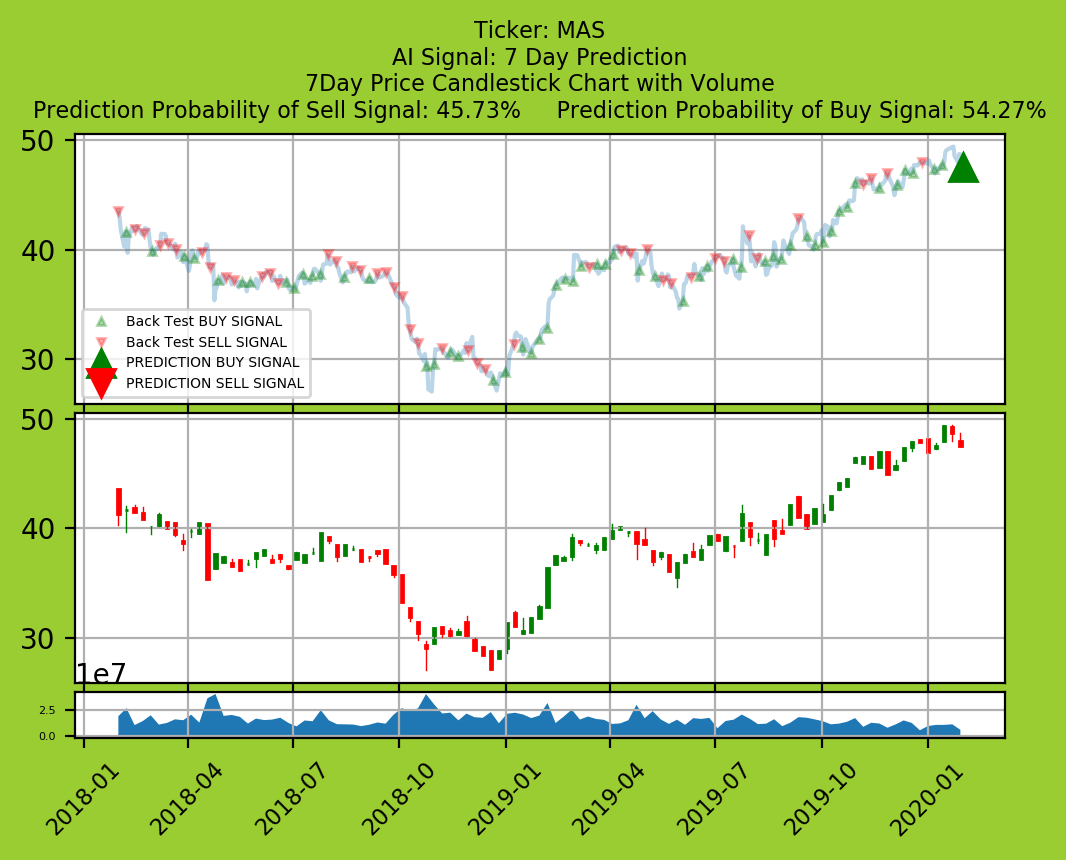 Ticker: MAS
AI Signal: 7 Day Prediction
7Day Price Candlestick Chart with Volume
Prediction Probability of Sell Signal: 45.73% Prediction Probability of Buy Signal: 54.27%
50
40
30
Back Test BUY SIGNAL
Back Test SELL SIGNAL
PREDICTION BUY SIGNAL
PREDICTION SELL SIGNAL
50
40
30
1e7
2.5
0.0
2018-01
2018-04
2018-07
2018-10
2019-01
2019-04
2019-07
2019-10
2020-01